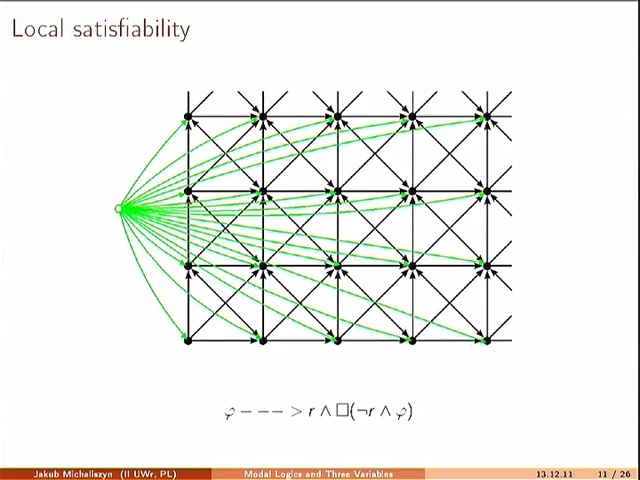 Local satisfiability
φ − − − > r ∧ □(¬r ∧ φ)
Jakub Michaliszyn (II UWr, PL) Modal Logics and Three Variables 13.12.11 11 / 26